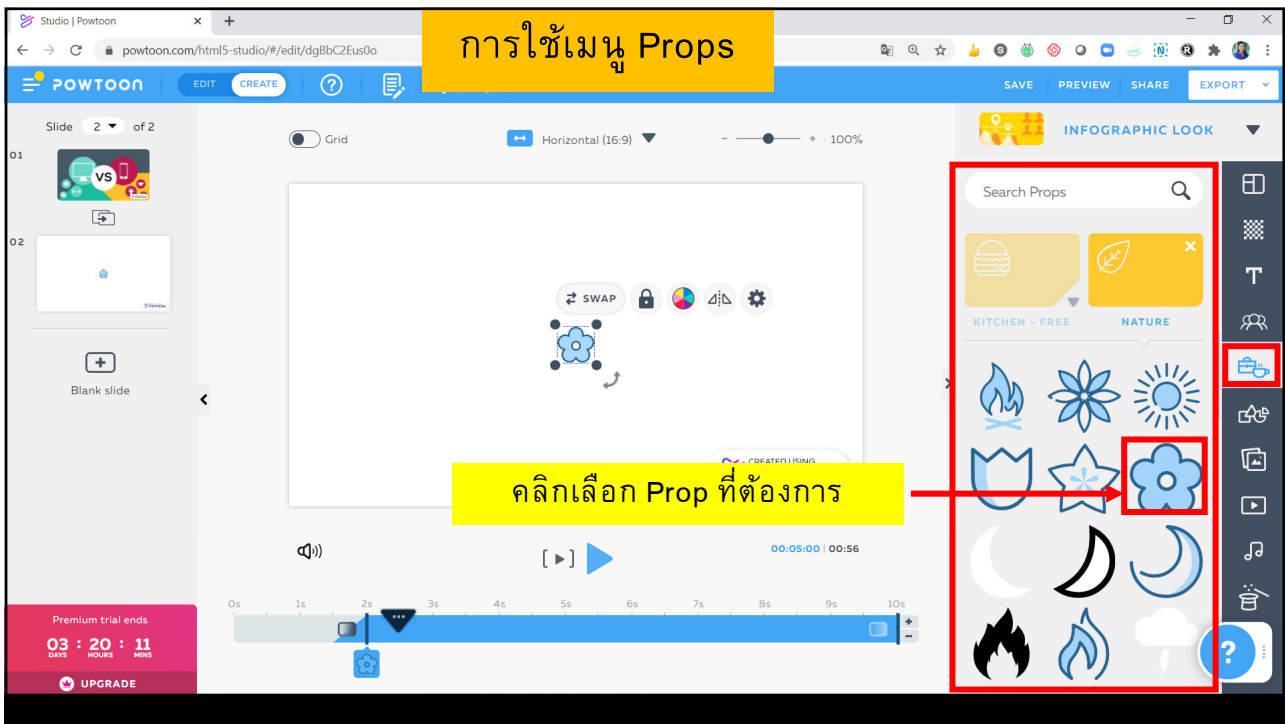 Studio | Powtoon
powtoon.com/html5-studio/#/edit/dgBbC2Eus0o
การใช้เมนู Props
POWTOON
EDIT
CREATE
SAVE
PREVIEW
SHARE
EXPORT
Slide 2 of 2
Grid
Horizontal (16:9)
- + 100%
INFOGRAPHIC LOOK
01
VS
02
Blank slide
SWAP
Search Props
KITCHEN - FREE
NATURE
CREATED USING
คลิกเลือก Prop ที่ต้องการ
00:05:00 | 00:56
0s 1s 2s 3s 4s 5s 6s 7s 8s 9s 10s
Premium trial ends
03 : 20 : 11
DAYS HOURS MINS
UPGRADE
?